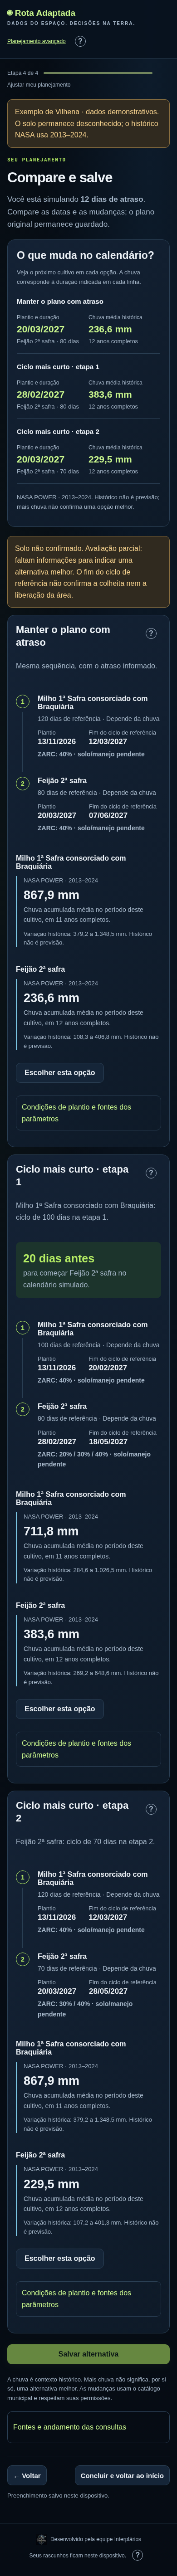 Rota Adaptada
DADOS DO ESPAÇO. DECISÕES NA TERRA.
Planejamento avançado
?
Etapa 4 de 4
Ajustar meu planejamento
Exemplo de Vilhena · dados demonstrativos.
O solo permanece desconhecido; o histórico
NASA usa 2013–2024.
SEU PLANEJAMENTO
Compare e salve
Você está simulando 12 dias de atraso.
Compare as datas e as mudanças; o plano
original permanece guardado.
O que muda no calendário?
Veja o próximo cultivo em cada opção. A chuva
corresponde à duração indicada em cada linha.
Manter o plano com atraso
Plantio e duração
20/03/2027
Feijão 2ª safra · 80 dias
Chuva média histórica
236,6 mm
12 anos completos
Ciclo mais curto · etapa 1
Plantio e duração
28/02/2027
Feijão 2ª safra · 80 dias
Chuva média histórica
383,6 mm
12 anos completos
Ciclo mais curto · etapa 2
Plantio e duração
20/03/2027
Feijão 2ª safra · 70 dias
Chuva média histórica
229,5 mm
12 anos completos
NASA POWER · 2013–2024. Histórico não é previsão;
mais chuva não confirma uma opção melhor.
Solo não confirmado. Avaliação parcial:
faltam informações para indicar uma
alternativa melhor. O fim do ciclo de
referência não confirma a colheita nem a
liberação da área.
Manter o plano com
atraso
?
Mesma sequência, com o atraso informado.
1
Milho 1ª Safra consorciado com
Braquiária
120 dias de referência · Depende da chuva
Plantio
13/11/2026
Fim do ciclo de referência
12/03/2027
ZARC: 40% · solo/manejo pendente
2
Feijão 2ª safra
80 dias de referência · Depende da chuva
Plantio
20/03/2027
Fim do ciclo de referência
07/06/2027
ZARC: 40% · solo/manejo pendente
Milho 1ª Safra consorciado com
Braquiária
NASA POWER · 2013–2024
867,9 mm
Chuva acumulada média no período deste
cultivo, em 11 anos completos.
Variação histórica: 379,2 a 1.348,5 mm. Histórico
não é previsão.
Feijão 2ª safra
NASA POWER · 2013–2024
236,6 mm
Chuva acumulada média no período deste
cultivo, em 12 anos completos.
Variação histórica: 108,3 a 406,8 mm. Histórico não
é previsão.
Escolher esta opção
Condições de plantio e fontes dos
parâmetros
Ciclo mais curto · etapa
1
?
Milho 1ª Safra consorciado com Braquiária:
ciclo de 100 dias na etapa 1.
20 dias antes
para começar Feijão 2ª safra no
calendário simulado.
1
Milho 1ª Safra consorciado com
Braquiária
100 dias de referência · Depende da chuva
Plantio
13/11/2026
Fim do ciclo de referência
20/02/2027
ZARC: 40% · solo/manejo pendente
2
Feijão 2ª safra
80 dias de referência · Depende da chuva
Plantio
28/02/2027
Fim do ciclo de referência
18/05/2027
ZARC: 20% / 30% / 40% · solo/manejo
pendente
Milho 1ª Safra consorciado com
Braquiária
NASA POWER · 2013–2024
711,8 mm
Chuva acumulada média no período deste
cultivo, em 11 anos completos.
Variação histórica: 284,6 a 1.026,5 mm. Histórico
não é previsão.
Feijão 2ª safra
NASA POWER · 2013–2024
383,6 mm
Chuva acumulada média no período deste
cultivo, em 12 anos completos.
Variação histórica: 269,2 a 648,6 mm. Histórico não
é previsão.
Escolher esta opção
Condições de plantio e fontes dos
parâmetros
Ciclo mais curto · etapa
2
?
Feijão 2ª safra: ciclo de 70 dias na etapa 2.
1
Milho 1ª Safra consorciado com
Braquiária
120 dias de referência · Depende da chuva
Plantio
13/11/2026
Fim do ciclo de referência
12/03/2027
ZARC: 40% · solo/manejo pendente
2
Feijão 2ª safra
70 dias de referência · Depende da chuva
Plantio
20/03/2027
Fim do ciclo de referência
28/05/2027
ZARC: 30% / 40% · solo/manejo
pendente
Milho 1ª Safra consorciado com
Braquiária
NASA POWER · 2013–2024
867,9 mm
Chuva acumulada média no período deste
cultivo, em 11 anos completos.
Variação histórica: 379,2 a 1.348,5 mm. Histórico
não é previsão.
Feijão 2ª safra
NASA POWER · 2013–2024
229,5 mm
Chuva acumulada média no período deste
cultivo, em 12 anos completos.
Variação histórica: 107,2 a 401,3 mm. Histórico não
é previsão.
Escolher esta opção
Condições de plantio e fontes dos
parâmetros
Salvar alternativa
A chuva é contexto histórico. Mais chuva não significa, por si
só, uma alternativa melhor. As mudanças usam o catálogo
municipal e respeitam suas permissões.
Fontes e andamento das consultas
← Voltar
Concluir e voltar ao início
Preenchimento salvo neste dispositivo.
Desenvolvido pela equipe Interplários
Seus rascunhos ficam neste dispositivo.
?